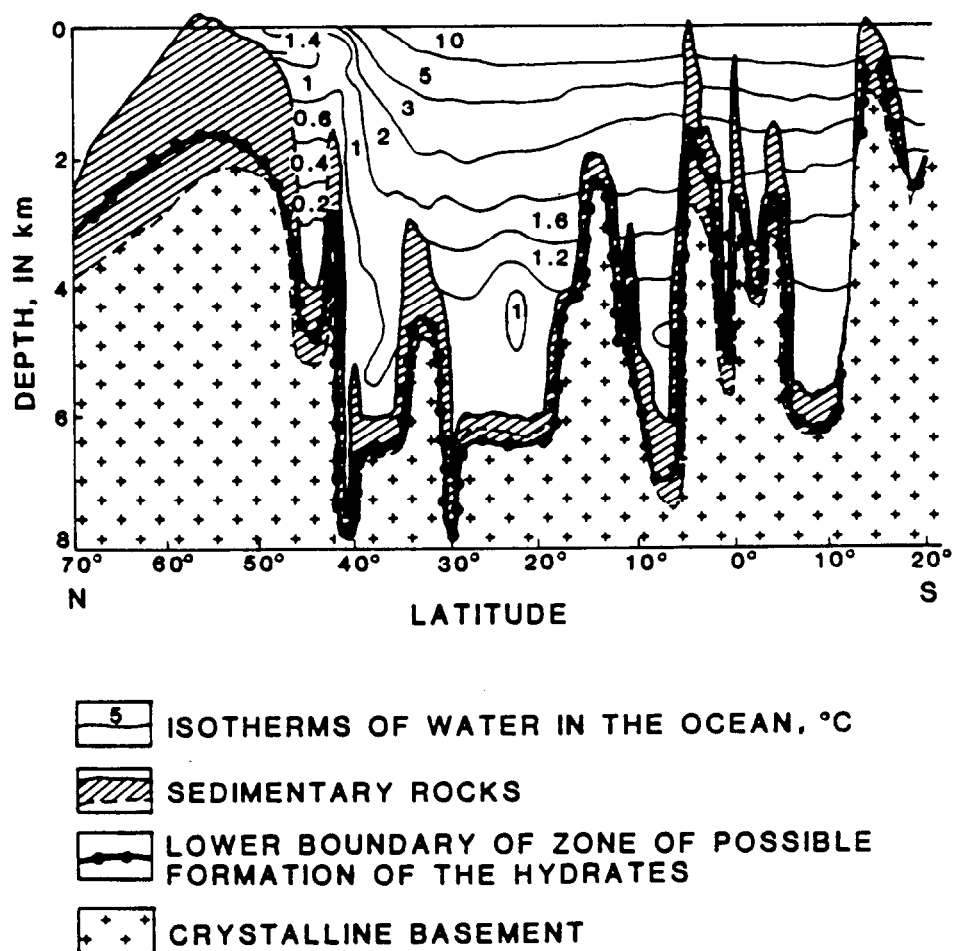 DEPTH, IN km
0
2
4
6
8
1.4
1
0.6
0.4
0.2
1
2
3
5
10
1.6
1.2
1
70° 60° 50° 40° 30° 20° 10° 0° 10° 20°
N S
LATITUDE
5
ISOTHERMS OF WATER IN THE OCEAN, °C
SEDIMENTARY ROCKS
LOWER BOUNDARY OF ZONE OF POSSIBLE
FORMATION OF THE HYDRATES
CRYSTALLINE BASEMENT